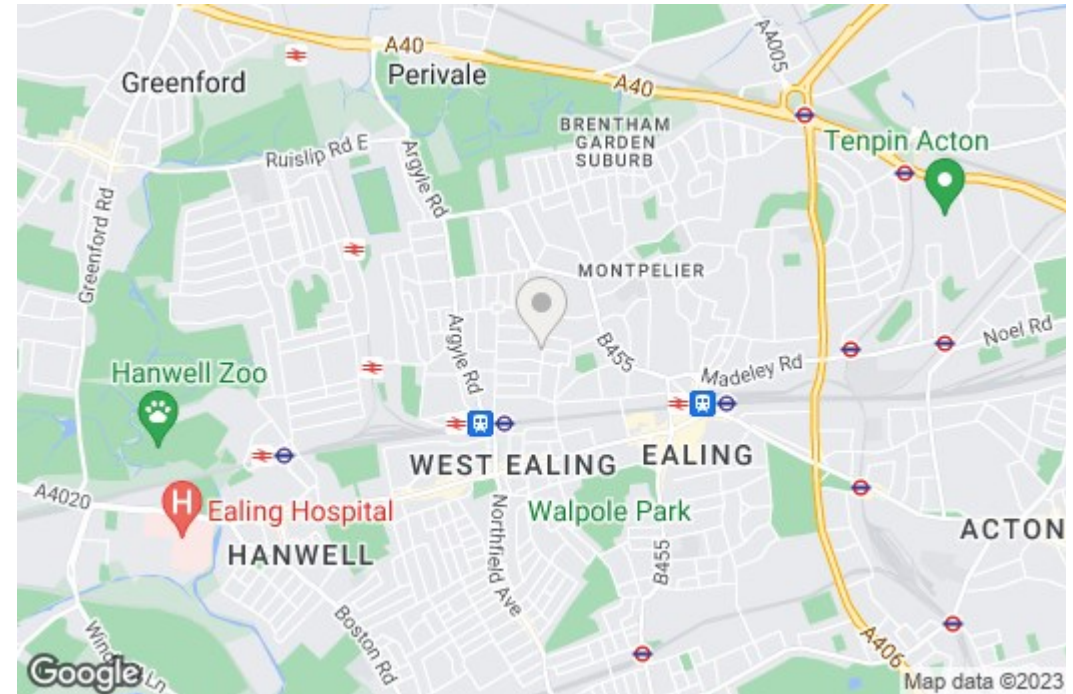 A40
Perivale
Greenford
A40
A4005
BRENTHAM
GARDEN
SUBURB
Tenpin Acton
Ruislip Rd E
Argyle Rd
Greenford Rd
MONTPELIER
Noel Rd
B455
Argyle Rd
Madeley Rd
Hanwell Zoo
WEST EALING
EALING
A4020
H
Ealing Hospital
Walpole Park
Northfield Ave
ACTON
HANWELL
B455
Boston Rd
A406
Google
Map data ©2023